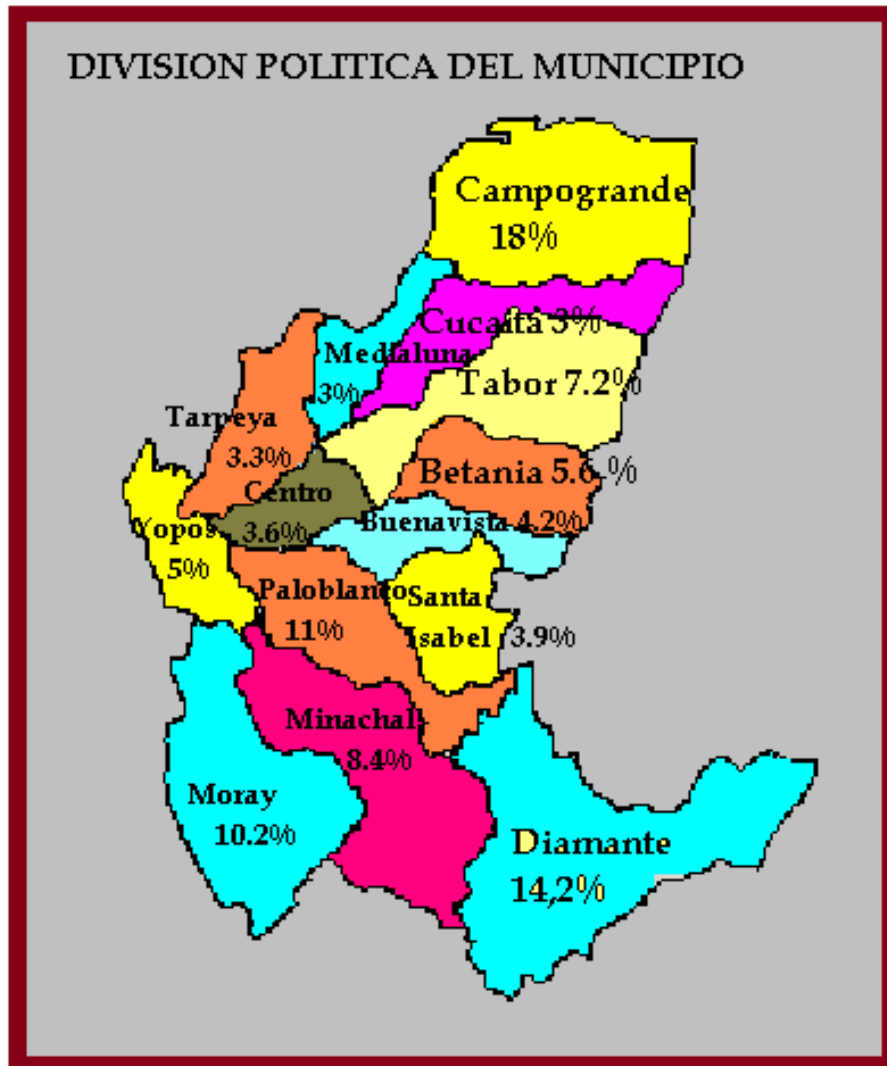 DIVISION POLITICA DEL MUNICIPIO
Campogrande
18%
Cucaita 3%
Medialuna
3%
Tabor 7.2%
Tarpeya
3.3%
Betania 5.6 %
Centro
3.6%
Buenavista 4.2%
Yopos
5%
Paloblanco
11%
Santa
Isabel 3.9%
Minachal
8.4%
Moray
10.2%
Diamante
14,2%